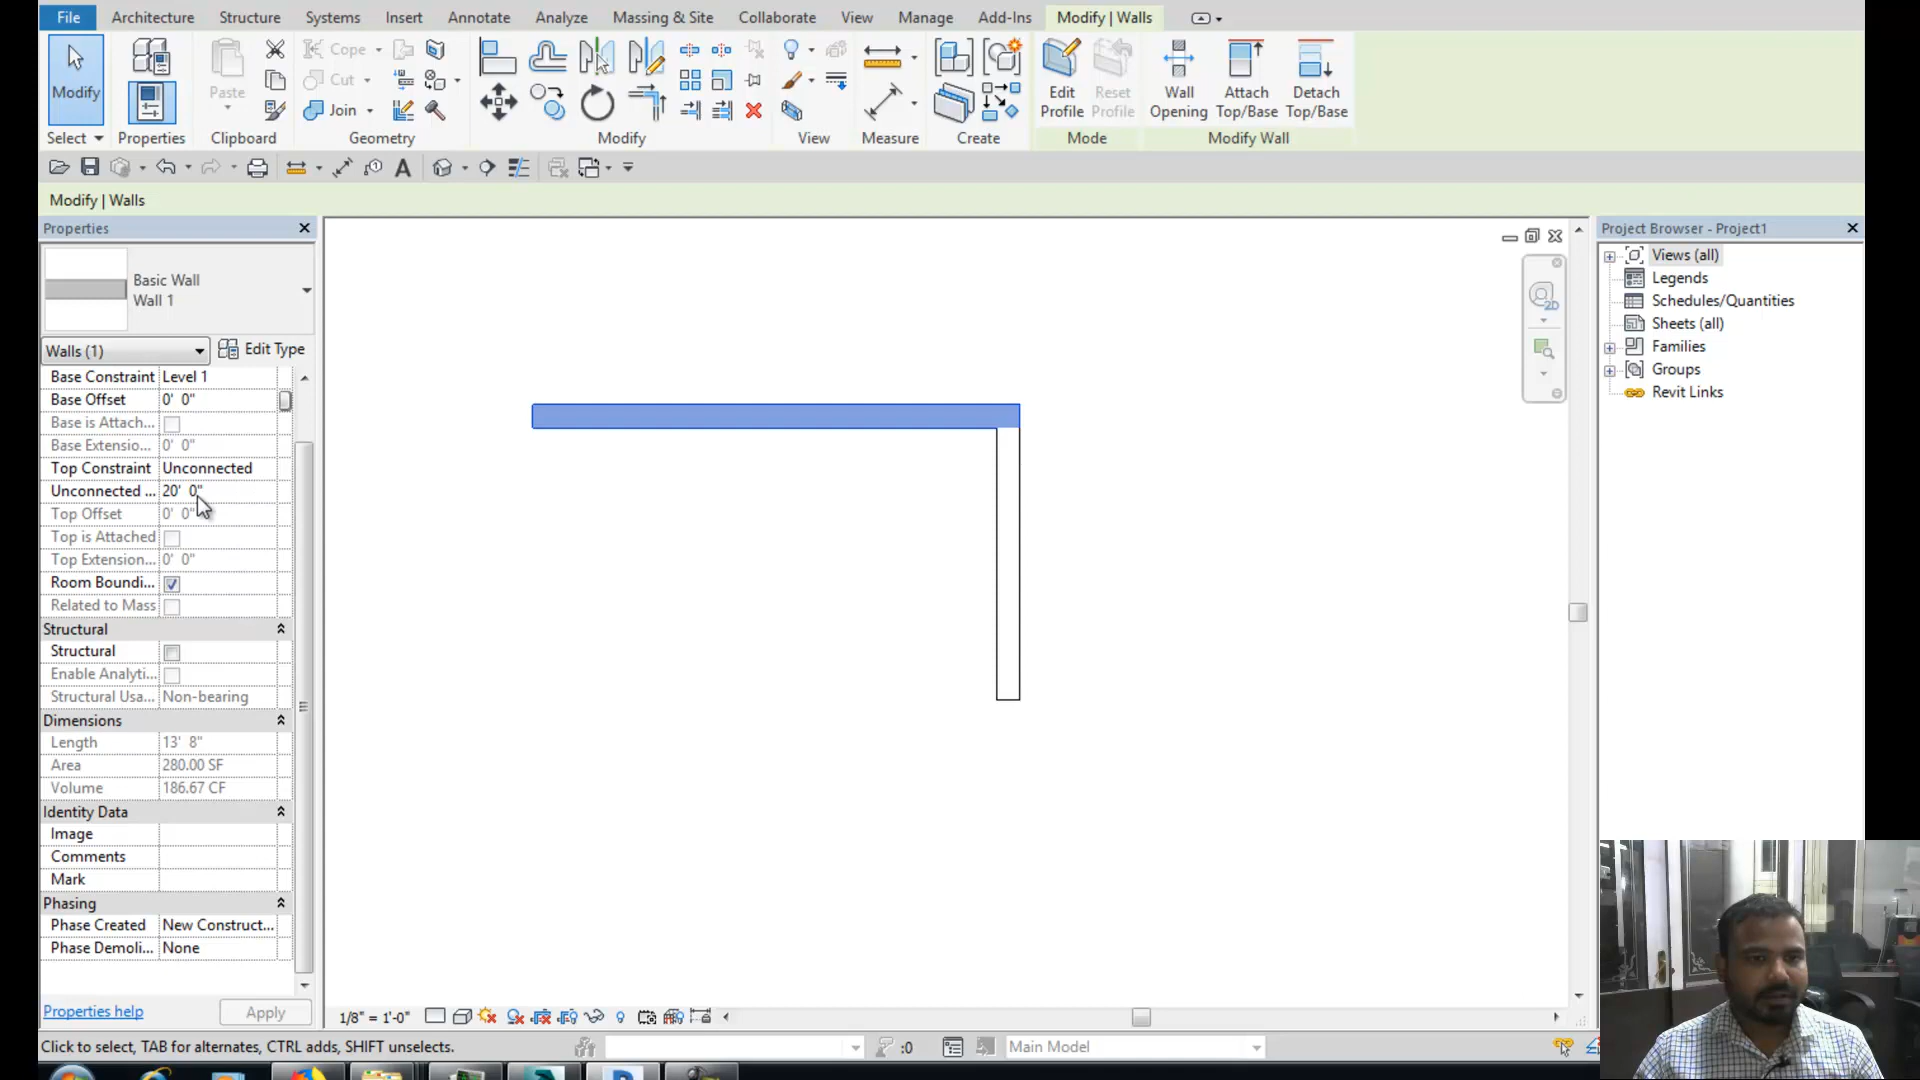 File Architecture Structure Systems Insert Annotate Analyze Massing & Site Collaborate View Manage Add-Ins Modify | Walls
Modify Paste Cope Cut Join Edit Profile Reset Profile Wall Opening Attach Top/Base Detach Top/Base
Select Properties Clipboard Geometry Modify View Measure Create Mode Modify Wall
A
Modify | Walls
Properties
Basic Wall
Wall 1
Walls (1) Edit Type
Base Constraint Level 1
Base Offset 0' 0"
Base is Attach...
Base Extensio... 0' 0"
Top Constraint Unconnected
Unconnected ... 20' 0"
Top Offset 0' 0"
Top is Attached
Top Extension... 0' 0"
Room Boundi...
Related to Mass
Structural
Structural
Enable Analyti...
Structural Usa... Non-bearing
Dimensions
Length 13' 8"
Area 280.00 SF
Volume 186.67 CF
Identity Data
Image
Comments
Mark
Phasing
Phase Created New Construct...
Phase Demoli... None
Properties help Apply
2D
Project Browser - Project1
Views (all)
Legends
Schedules/Quantities
Sheets (all)
Families
Groups
Revit Links
1/8" = 1'-0"
Click to select, TAB for alternates, CTRL adds, SHIFT unselects. :0 Main Model